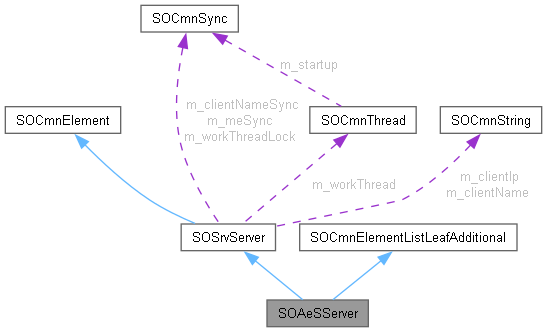 SOCmnSync
m_startup
m_clientNameSync
m_meSync
m_workThreadLock
SOCmnElement
SOCmnThread
SOCmnString
m_workThread
m_clientIp
m_clientName
SOSrvServer
SOCmnElementListLeafAdditional
SOAeSServer